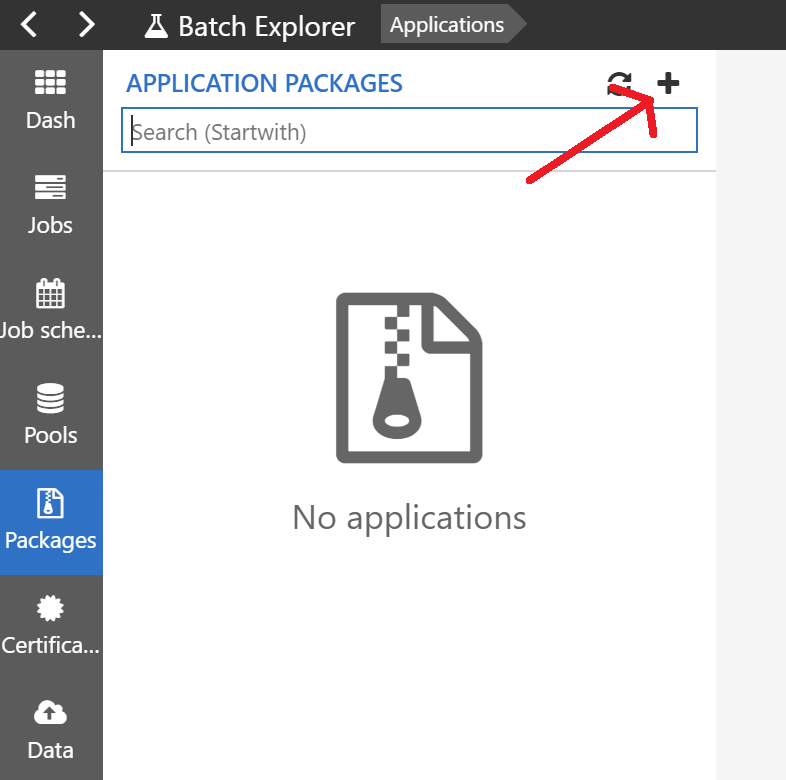 Batch Explorer
Applications
Dash
Jobs
Job sche...
Pools
Packages
Certifica...
Data
APPLICATION PACKAGES
Search (Startwith)
No applications